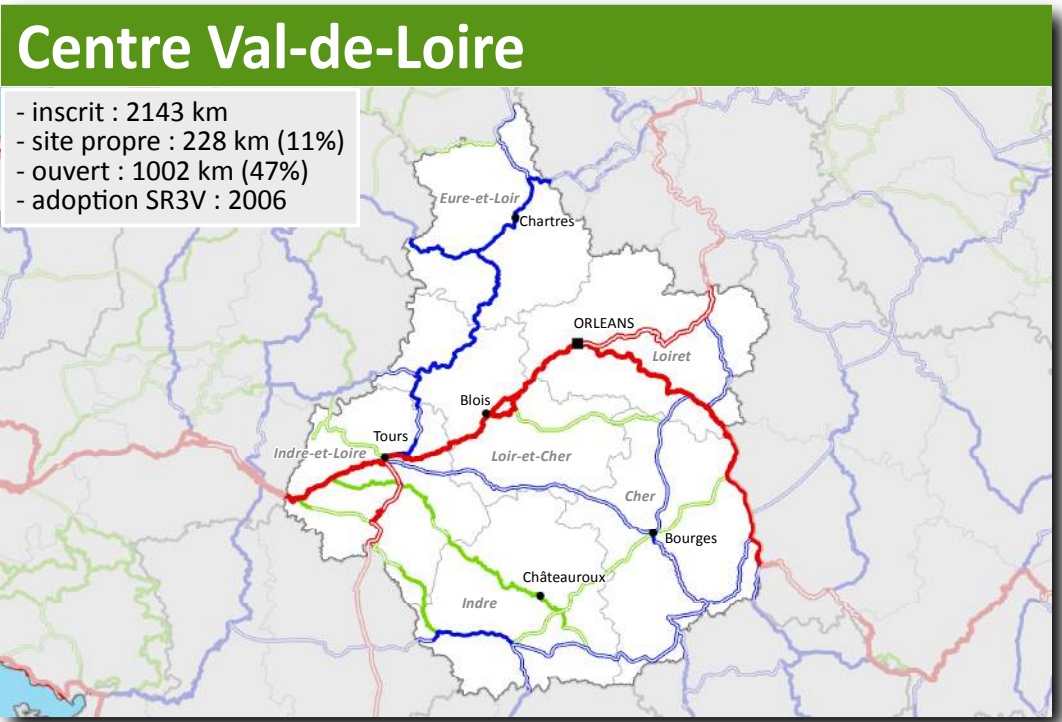 Centre Val-de-Loire
- inscrit : 2143 km
- site propre : 228 km (11%)
- ouvert : 1002 km (47%)
- adoption SR3V : 2006
Eure-et-Loir
Chartres
ORLEANS
Loiret
Blois
Tours
Indre-et-Loire
Loir-et-Cher
Cher
Bourges
Châteauroux
Indre